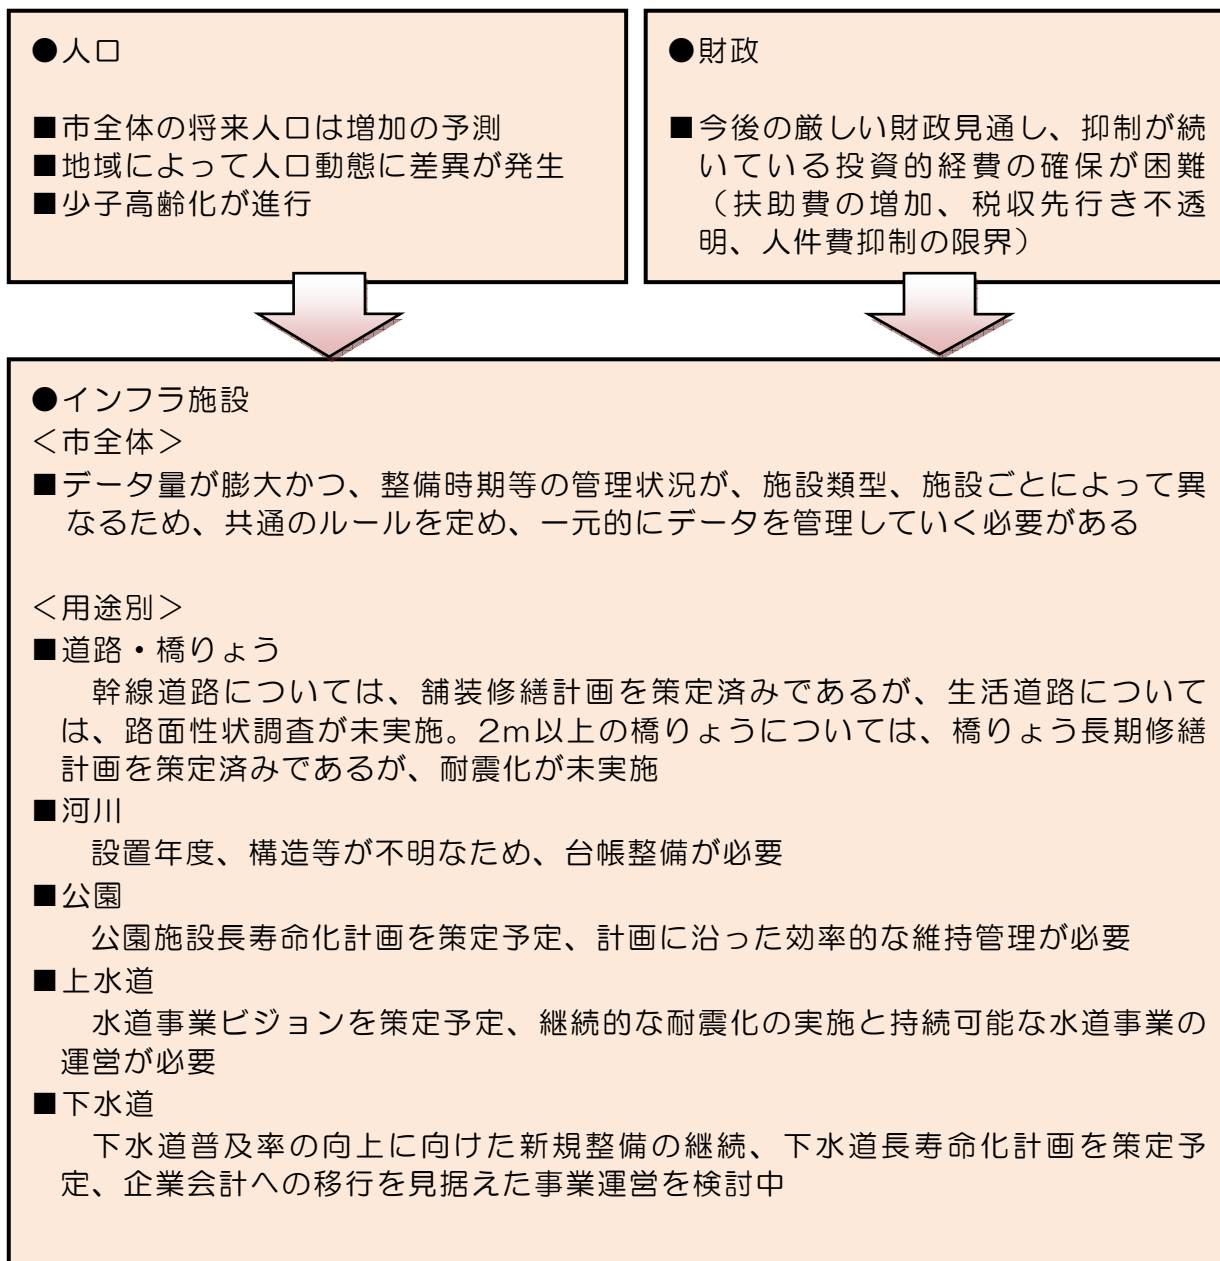 ●人口
■市全体の将来人口は増加の予測
■地域によって人口動態に差異が発生
■少子高齢化が進行
●財政
■今後の厳しい財政見通し、抑制が続
いている投資的経費の確保が困難
（扶助費の増加、税収先行き不透
明、人件費抑制の限界）
●インフラ施設
＜市全体＞
■データ量が膨大かつ、整備時期等の管理状況が、施設類型、施設ごとによって異
なるため、共通のルールを定め、一元的にデータを管理していく必要がある
＜用途別＞
■道路・橋りょう
幹線道路については、舗装修繕計画を策定済みであるが、生活道路について
は、路面性状調査が未実施。2m以上の橋りょうについては、橋りょう長期修繕
計画を策定済みであるが、耐震化が未実施
■河川
設置年度、構造等が不明なため、台帳整備が必要
■公園
公園施設長寿命化計画を策定予定、計画に沿った効率的な維持管理が必要
■上水道
水道事業ビジョンを策定予定、継続的な耐震化の実施と持続可能な水道事業の
運営が必要
■下水道
下水道普及率の向上に向けた新規整備の継続、下水道長寿命化計画を策定予
定、企業会計への移行を見据えた事業運営を検討中